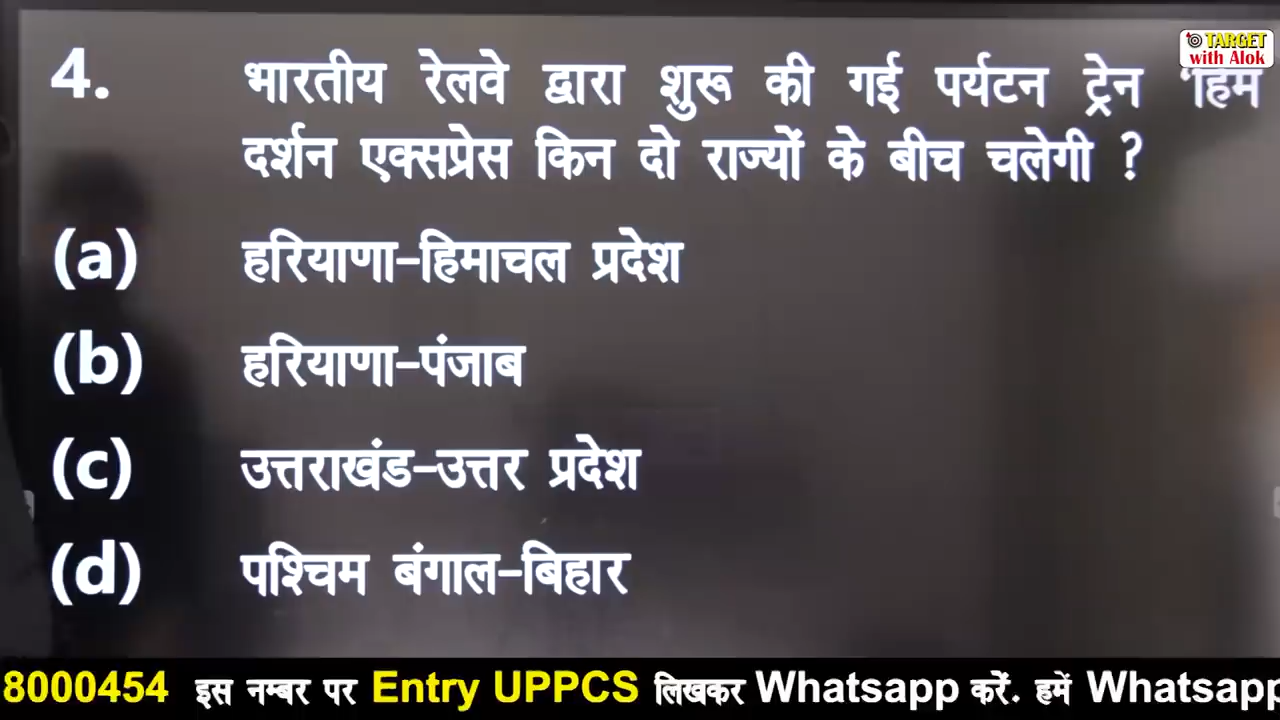 TARGET
with Alok
4. भारतीय रेलवे द्वारा शुरू की गई पर्यटन ट्रेन 'हिम
दर्शन एक्सप्रेस किन दो राज्यों के बीच चलेगी ?
(a) हरियाणा-हिमाचल प्रदेश
(b) हरियाणा-पंजाब
(c) उत्तराखंड-उत्तर प्रदेश
(d) पश्चिम बंगाल-बिहार
8000454 इस नम्बर पर Entry UPPCS लिखकर Whatsapp करें. हमें Whatsapp